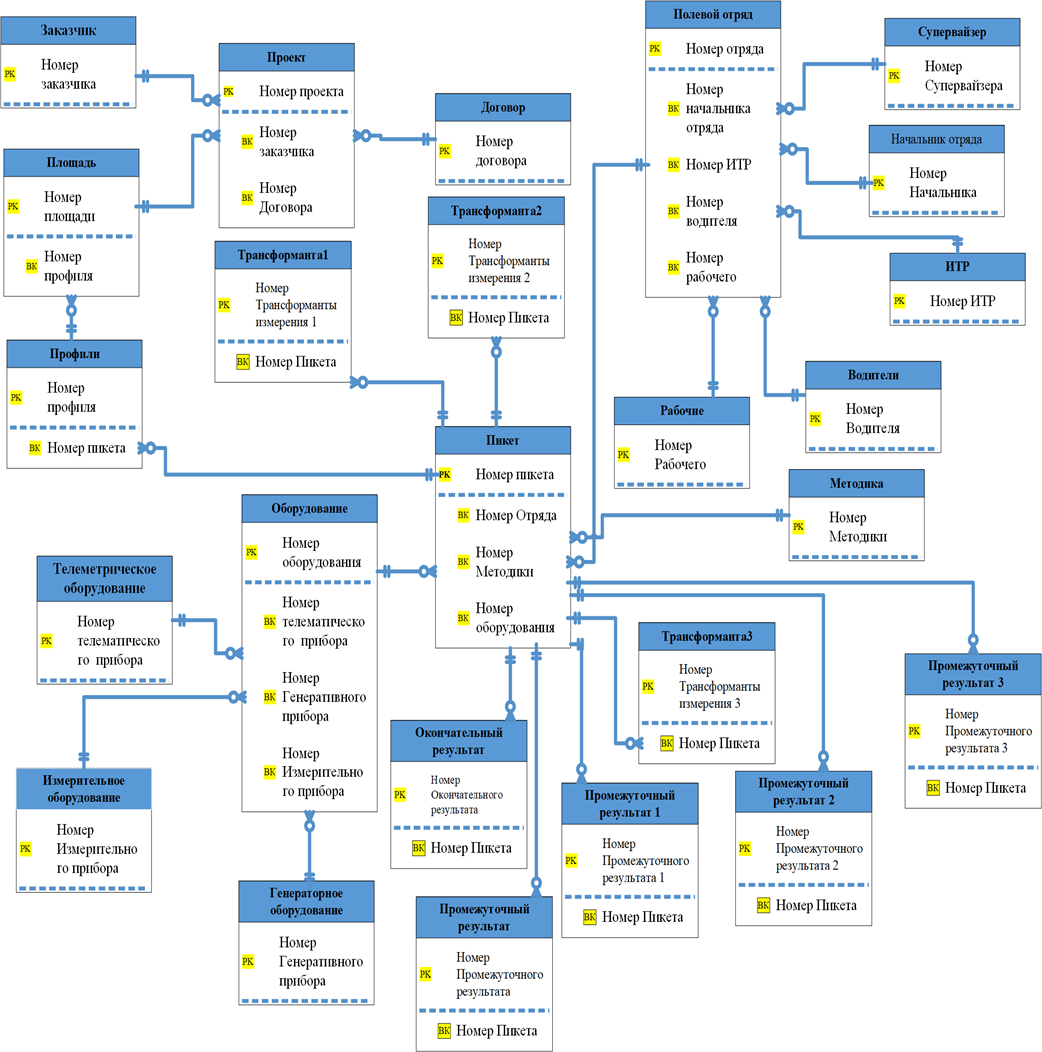 Заказчик
PK
Номер
заказчика
Проект
PK
Номер проекта
ВК
Номер
заказчика
ВК
Номер
Договора
Договор
PK
Номер
договора
Площадь
PK
Номер
площади
ВК
Номер
профиля
Профили
PK
Номер
профиля
ВК
Номер пикета
Трансформанта1
PK
Номер
Трансформанты
измерения 1
ВК
Номер Пикета
Трансформанта2
PK
Номер
Трансформанты
измерения 2
ВК
Номер Пикета
Полевой отряд
PK
Номер отряда
ВК
Номер
начальника
отряда
ВК
Номер ИТР
ВК
Номер
водителя
ВК
Номер
рабочего
Супервайзер
PK
Номер
Супервайзера
Начальник отряда
PK
Номер
Начальника
ИТР
PK
Номер ИТР
Водители
PK
Номер
Водителя
Рабочие
PK
Номер
Рабочего
Методика
PK
Номер
Методики
Пикет
PK
Номер пикета
ВК
Номер Отряда
ВК
Номер
Методики
ВК
Номер
оборудования
Оборудование
PK
Номер
оборудования
ВК
Номер
телематическо
го прибора
ВК
Номер
Генеративного
прибора
ВК
Номер
Измерительно
го прибора
Телеметрическое
оборудование
PK
Номер
телематическо
го прибора
Измерительное
оборудование
PK
Номер
Измерительно
го прибора
Генераторное
оборудование
PK
Номер
Генеративного
прибора
Окончательный
результат
PK
Номер
Окончательного
результата
ВК
Номер Пикета
Промежуточный
результат
PK
Номер
Промежуточного
результата
ВК
Номер Пикета
Промежуточный
результат 1
PK
Номер
Промежуточного
результата 1
ВК
Номер Пикета
Трансформанта3
PK
Номер
Трансформанты
измерения 3
ВК
Номер Пикета
Промежуточный
результат 2
PK
Номер
Промежуточного
результата 2
ВК
Номер Пикета
Промежуточный
результат 3
PK
Номер
Промежуточного
результата 3
ВК
Номер Пикета